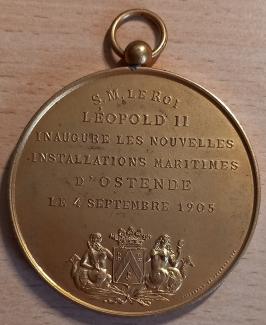 S.M. LE ROI
LÉOPOLD II
INAUGURE LES NOUVELLES
INSTALLATIONS MARITIMES
D'OSTENDE
LE 4 SEPTEMBRE 1905